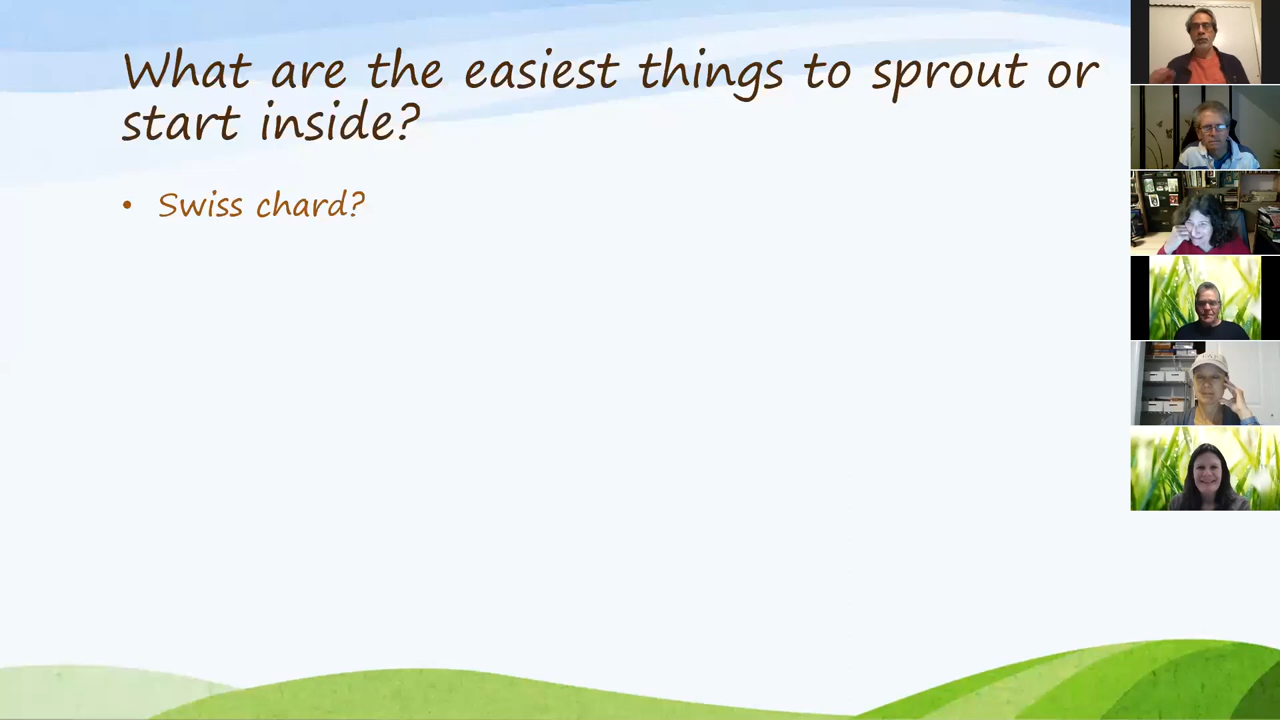 What are the easiest things to sprout or
start inside?
• Swiss chard?